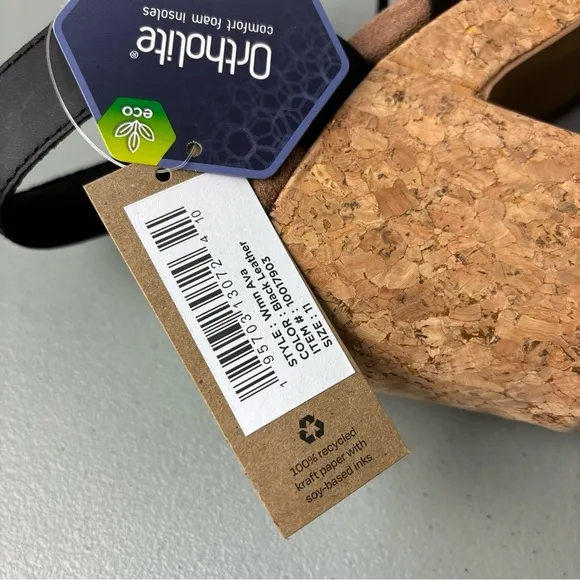 Ortholite®
comfort foam insoles
eco
STYLE : Wmn Ava
COLOR : Black Leather
ITEM # : 10017903
SIZE : 11
1 95703 13072 4 10
100% recycled
kraft paper with
soy-based inks